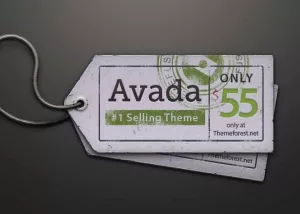 Avada
#1 Selling Theme
ONLY
$55
only at
Themeforest.net